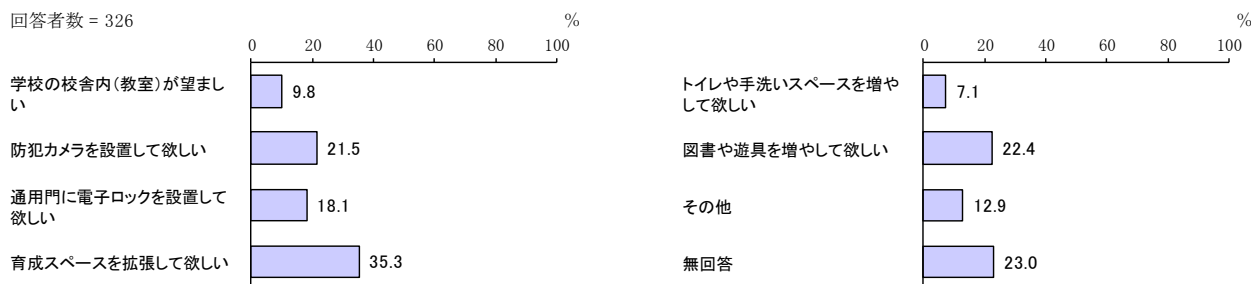 回答者数 = 326
%
0 20 40 60 80 100
学校の校舎内(教室)が望まし
い
9.8
防犯カメラを設置して欲しい
21.5
通用門に電子ロックを設置して
欲しい
18.1
育成スペースを拡張して欲しい
35.3
%
0 20 40 60 80 100
トイレや手洗いスペースを増や
して欲しい
7.1
図書や遊具を増やして欲しい
22.4
その他
12.9
無回答
23.0